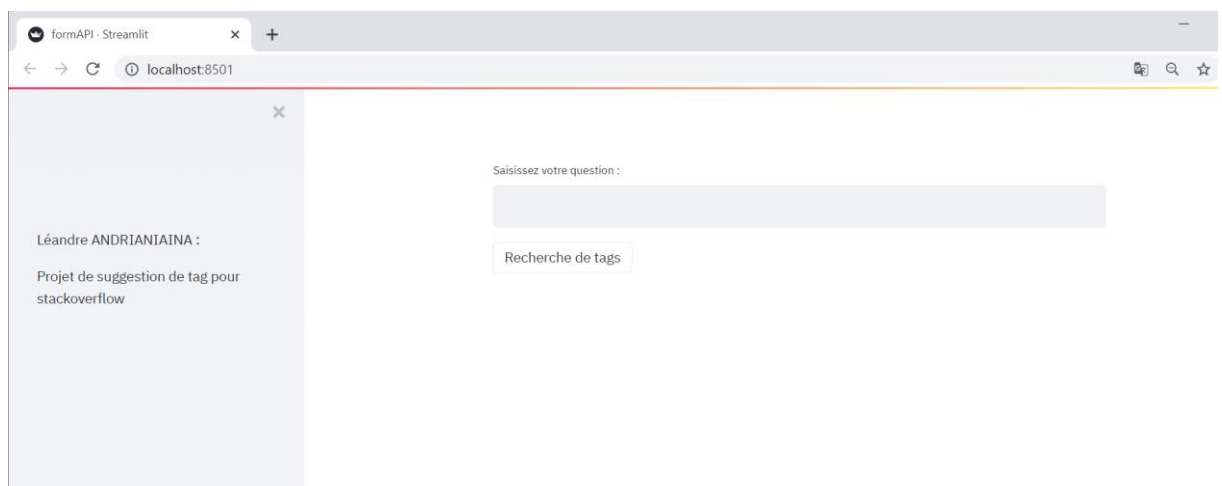 formAPI · Streamlit
localhost:8501
Saisissez votre question :
Léandre ANDRIANIAINA :
Recherche de tags
Projet de suggestion de tag pour
stackoverflow